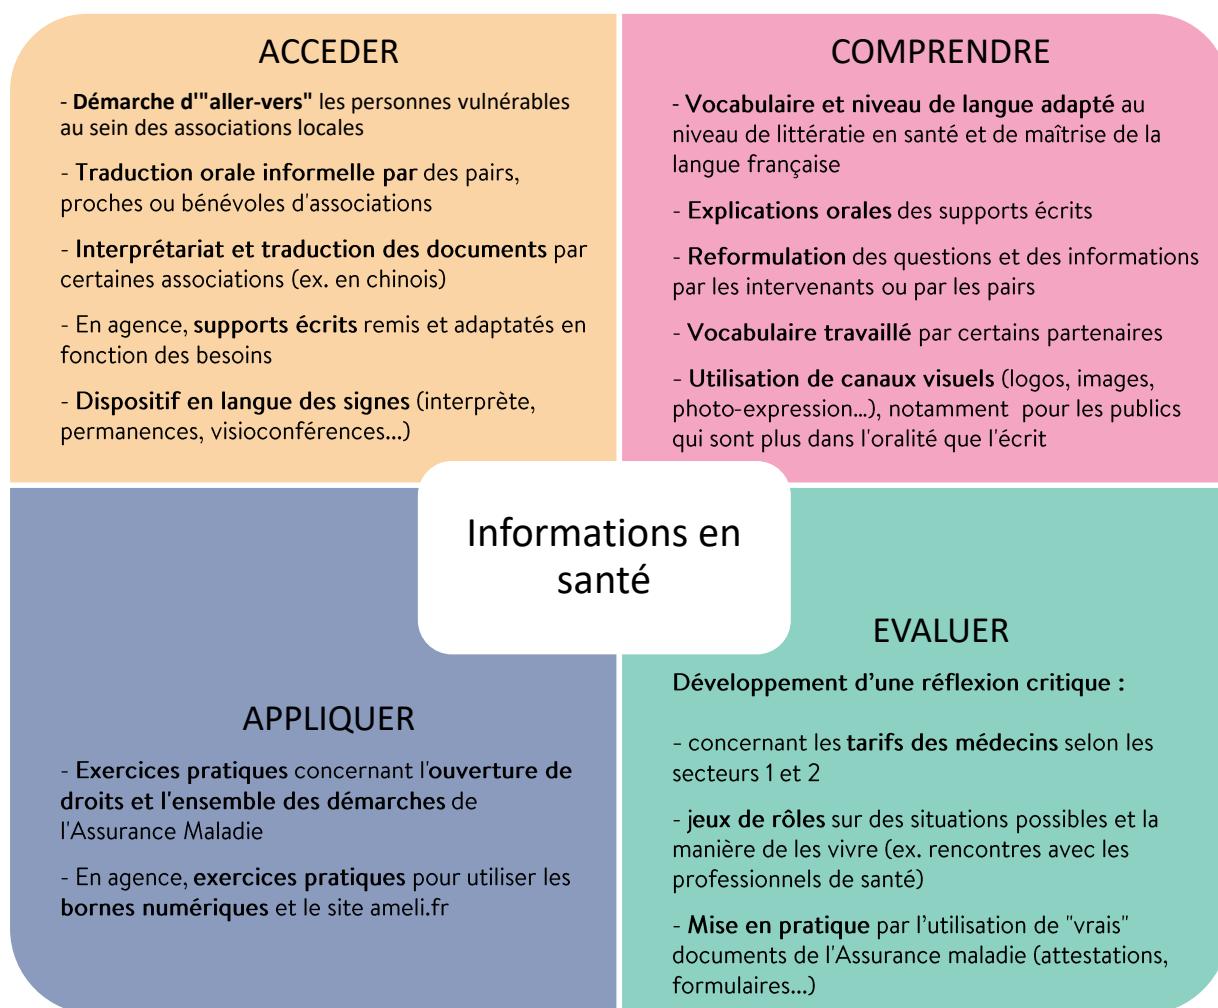 ACCEDER
- Démarche d'"aller-vers" les personnes vulnérables
au sein des associations locales
- Traduction orale informelle par des pairs,
proches ou bénévoles d'associations
- Interprétariat et traduction des documents par
certaines associations (ex. en chinois)
- En agence, supports écrits remis et adaptatés en
fonction des besoins
- Dispositif en langue des signes (interprète,
permanences, visioconférences...)
COMPRENDRE
- Vocabulaire et niveau de langue adapté au
niveau de littératie en santé et de maîtrise de la
langue française
- Explications orales des supports écrits
- Reformulation des questions et des informations
par les intervenants ou par les pairs
- Vocabulaire travaillé par certains partenaires
- Utilisation de canaux visuels (logos, images,
photo-expression...), notamment  pour les publics
qui sont plus dans l'oralité que l'écrit
Informations en
santé
APPLIQUER
- Exercices pratiques concernant l'ouverture de
droits et l'ensemble des démarches de
l'Assurance Maladie
- En agence, exercices pratiques pour utiliser les
bornes numériques et le site ameli.fr
EVALUER
Développement d’une réflexion critique :
- concernant les tarifs des médecins selon les
secteurs 1 et 2
- jeux de rôles sur des situations possibles et la
manière de les vivre (ex. rencontres avec les
professionnels de santé)
- Mise en pratique par l’utilisation de "vrais"
documents de l'Assurance maladie (attestations,
formulaires...)